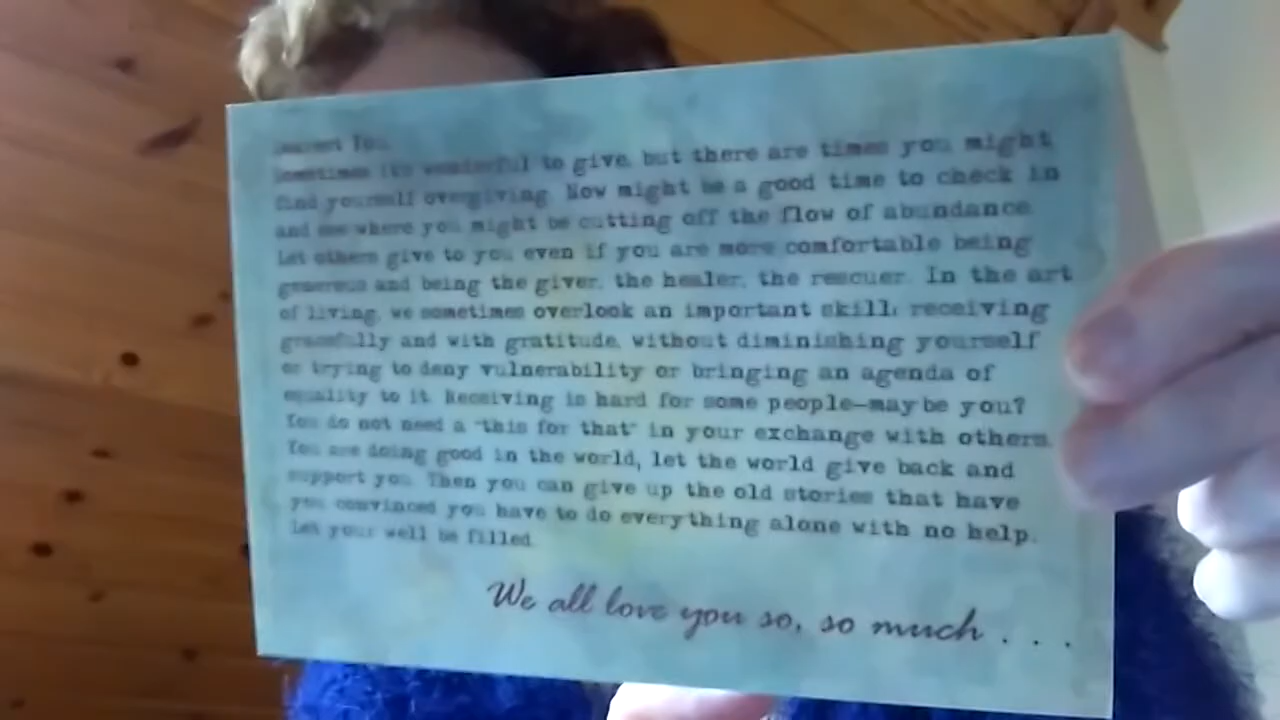 Dearest You,
Sometimes it's wonderful to give, but there are times you might
find yourself overgiving. Now might be a good time to check in
and see where you might be cutting off the flow of abundance.
Let others give to you even if you are more comfortable being
generous and being the giver, the healer, the rescuer. In the art
of living, we sometimes overlook an important skill: receiving
gracefully and with gratitude, without diminishing yourself
or trying to deny vulnerability or bringing an agenda of
equality to it. Receiving is hard for some people—maybe you?
You do not need a "this for that" in your exchange with others.
You are doing good in the world, let the world give back and
support you. Then you can give up the old stories that have
you convinced you have to do everything alone with no help.
Let your well be filled.
We all love you so, so much . . .